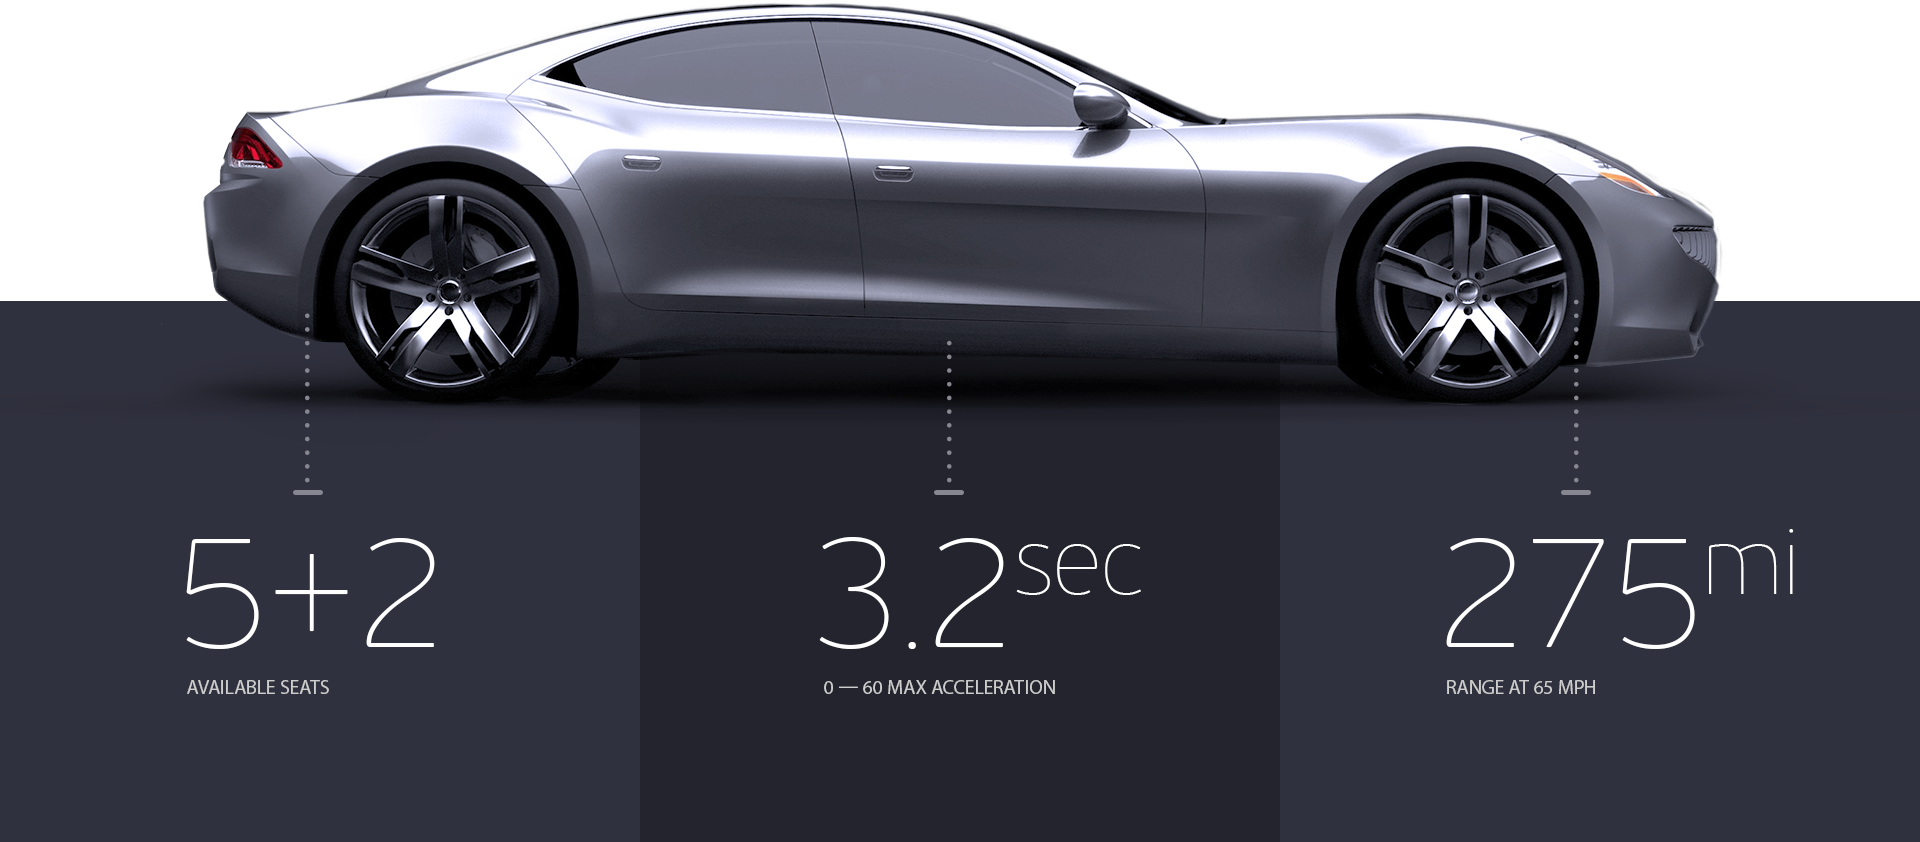 5+2
AVAILABLE SEATS
3.2sec
0 — 60 MAX ACCELERATION
275mi
RANGE AT 65 MPH